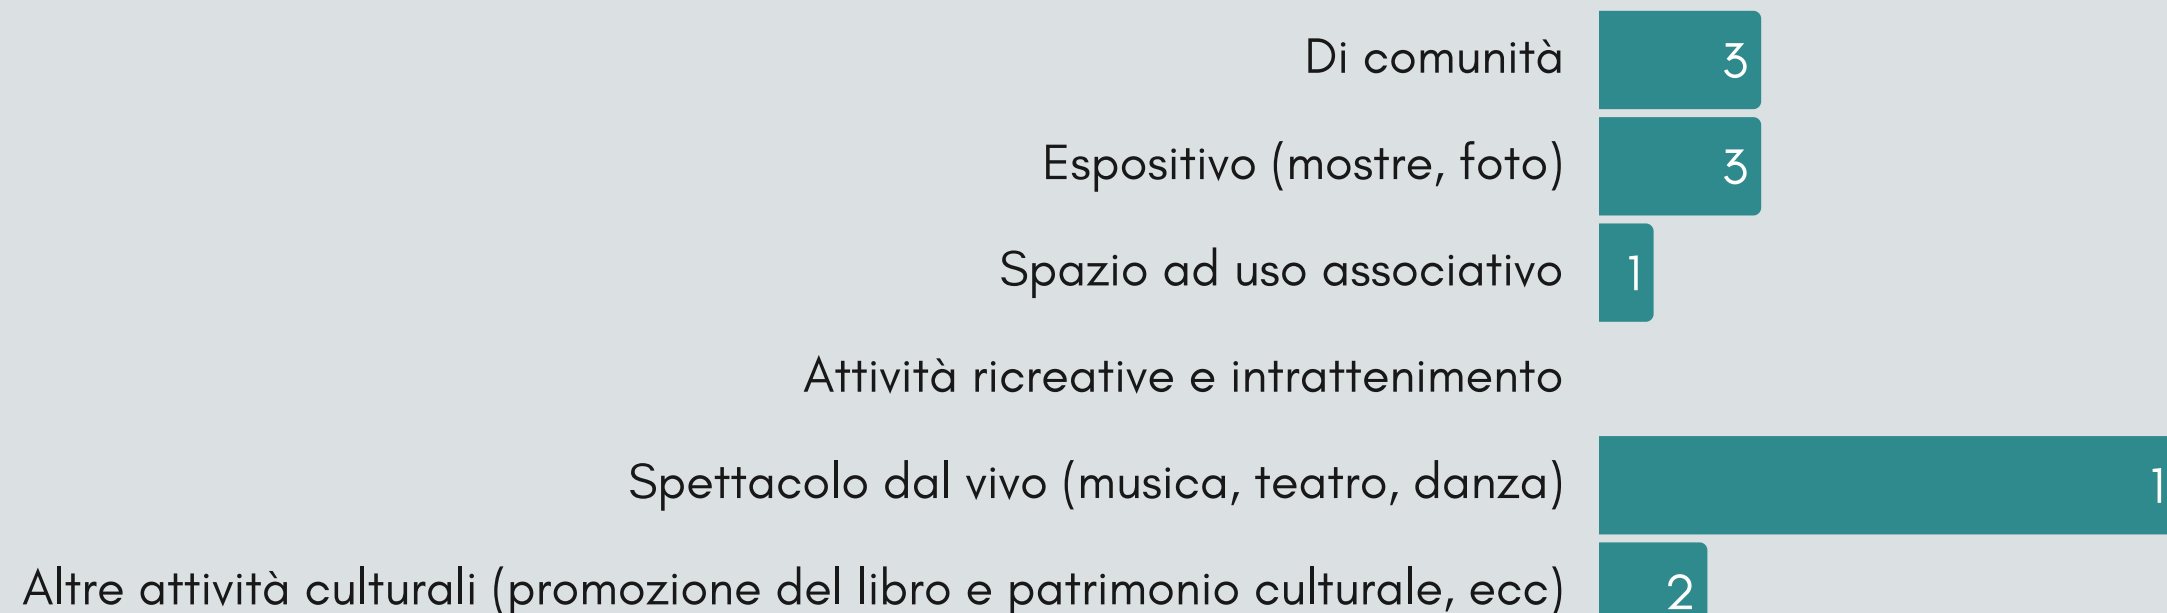 Di comunità 3
Espositivo (mostre, foto) 3
Spazio ad uso associativo 1
Attività ricreative e intrattenimento
Spettacolo dal vivo (musica, teatro, danza)
Altre attività culturali (promozione del libro e patrimonio culturale, ecc) 2